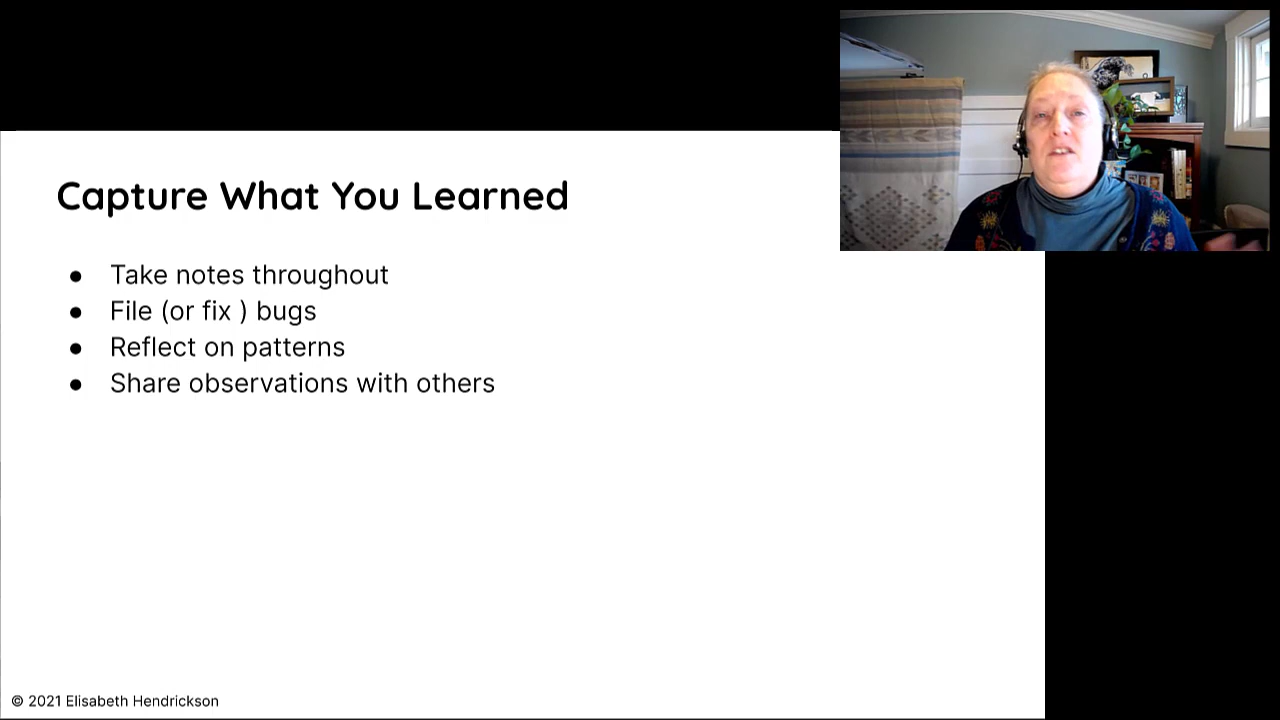 Capture What You Learned
● Take notes throughout
● File (or fix ) bugs
● Reflect on patterns
● Share observations with others
© 2021 Elisabeth Hendrickson